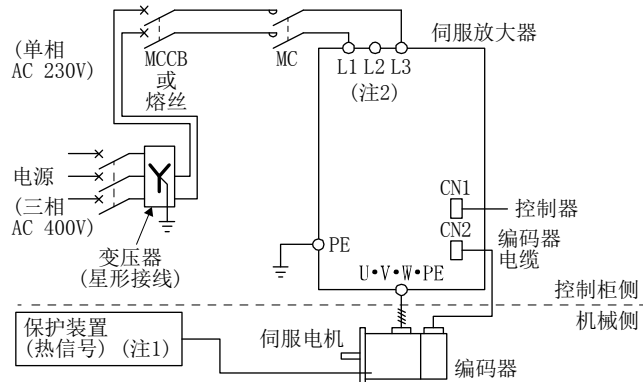 (单相
AC 230V)
MCCB
或
熔丝
MC
伺服放大器
L1 L2 L3
(注2)
电源
(三相
AC 400V)
变压器
(星形接线)
PE
CN1
控制器
CN2
编码器
电缆
U•V•W•PE
控制柜侧
机械侧
保护装置
(热信号) (注1)
伺服电机
编码器